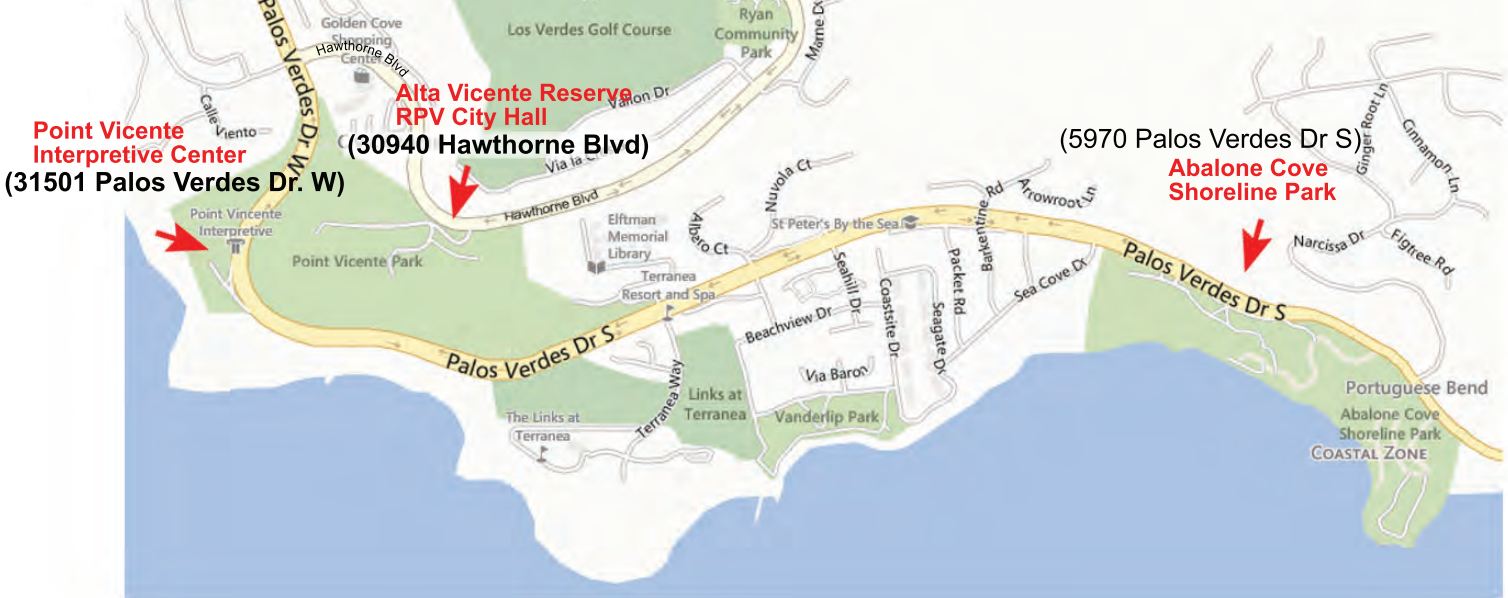 Palos Verdes Dr W
Golden Cove
Shopping
Center
Hawthorne Blvd
Los Verdes Golf Course
Ryan
Community
Park
Marne Dr
Calle
Viento
Vallon Dr
Alta Vicente Reserve
RPV City Hall
(30940 Hawthorne Blvd)
Point Vicente
Interpretive Center
(31501 Palos Verdes Dr. W)
(5970 Palos Verdes Dr S)
Abalone Cove
Shoreline Park
Ginger Root Ln
Cinnamon Ln
Via la C
Nuvola Ct
Hawthorne Blvd
Point Vincente
Interpretive
Point Vicente Park
Elftman
Memorial
Library
Albaro Ct
St Peter's By the Sea
Barkentine Rd
Arrowroot Ln
Narcissa Dr
Figtree Rd
Terranea
Resort and Spa
Seahill Dr
Coastsite Dr
Packet Rd
Seagate Dr
Sea Cove Dr
Palos Verdes Dr S
Beachview Dr
Palos Verdes Dr S
Via Baron
Terranea Way
Links at
Terranea
Vanderlip Park
The Links at
Terranea
Portuguese Bend
Abalone Cove
Shoreline Park
COASTAL ZONE